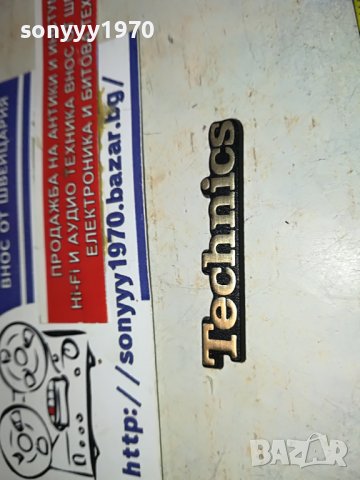 sonyyy1970
sonyyy1970
ВНОС ОТ ШВЕЙЦАРИЯ
ПРОДАЖБА НА АНТИКИ И
Hi-Fi И АУДИО ТЕХНИКА ВНОС
ЕЛЕКТРОНИКА И БИТОВА
http://sonyyy1970.bazar.bg/
Technics
BAZAR.bg